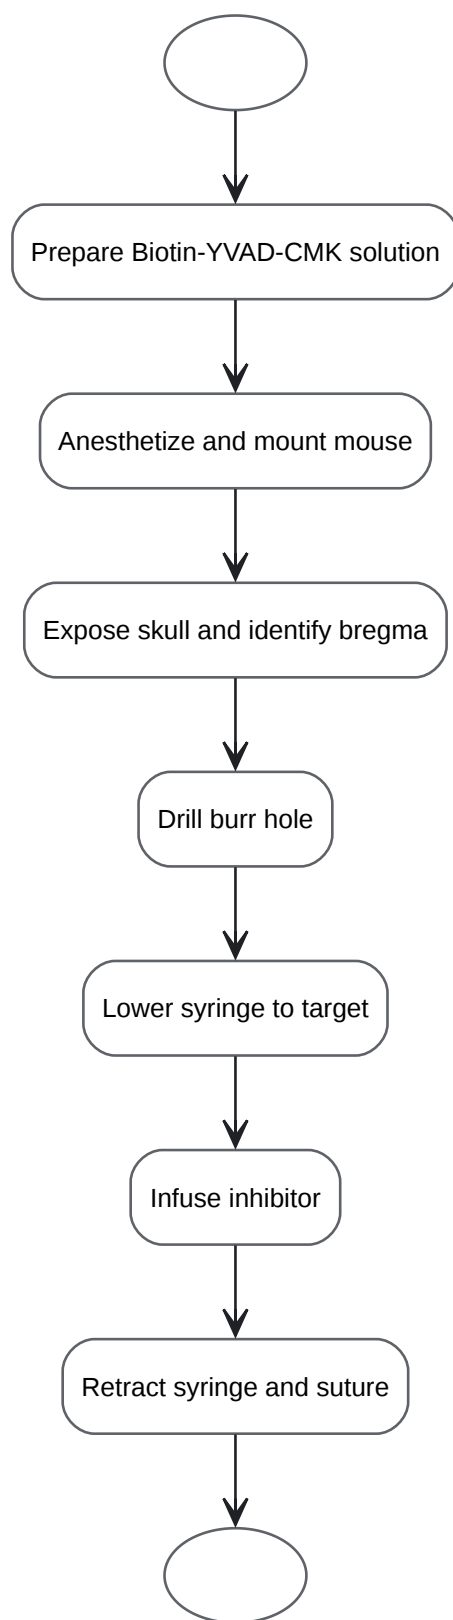 Prepare Biotin-YVAD-CMK solution
Anesthetize and mount mouse
Expose skull and identify bregma
Drill burr hole
Lower syringe to target
Infuse inhibitor
Retract syringe and suture